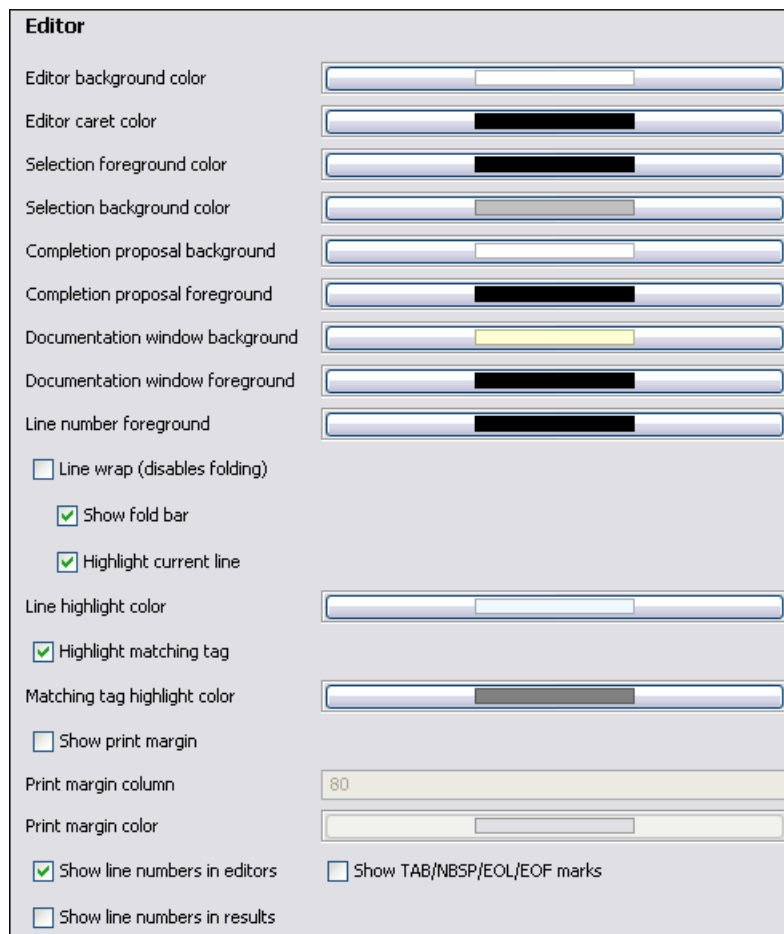 Editor
Editor background color
Editor caret color
Selection foreground color
Selection background color
Completion proposal background
Completion proposal foreground
Documentation window background
Documentation window foreground
Line number foreground
Line wrap (disables folding)
Show fold bar
Highlight current line
Line highlight color
Highlight matching tag
Matching tag highlight color
Show print margin
Print margin column 80
Print margin color
Show line numbers in editors Show TAB/NBSP/EOL/EOF marks
Show line numbers in results